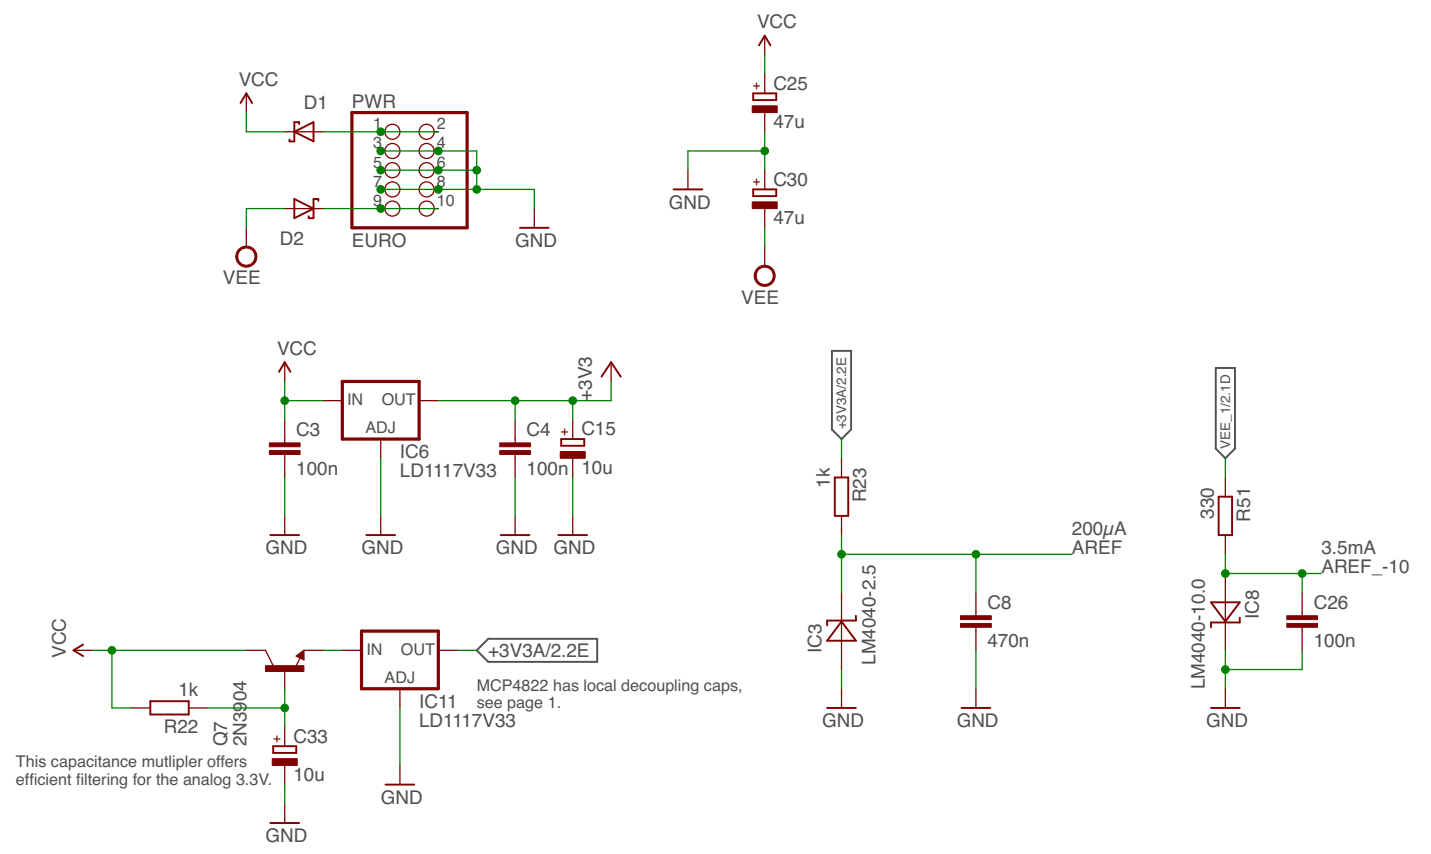 VCC
D1
PWR
1
2
3
4
5
6
7
8
9
10
D2
EURO
GND
VEE
VCC
C25
+
47u
C30
+
47u
GND
VEE
VCC
IN OUT
ADJ
C3
100n
IC6
LD1117V33
C4
100n
+3V3
+
C15
10u
GND
GND
GND
GND
VCC
1k
R22
Q7
2N3904
+
C33
10u
GND
IN OUT
ADJ
IC11
LD1117V33
GND
+3V3A/2.2E
MCP4822 has local decoupling caps,
see page 1.
This capacitance mutlipler offers
efficient filtering for the analog 3.3V.
+3V3A/2.2E
1k
R23
200µA
AREF
IC3
LM4040-2.5
C8
470n
GND
GND
VEE_1/2.1D
330
R51
3.5mA
AREF_-10
LM4040-10.0
IC8
C26
100n
GND